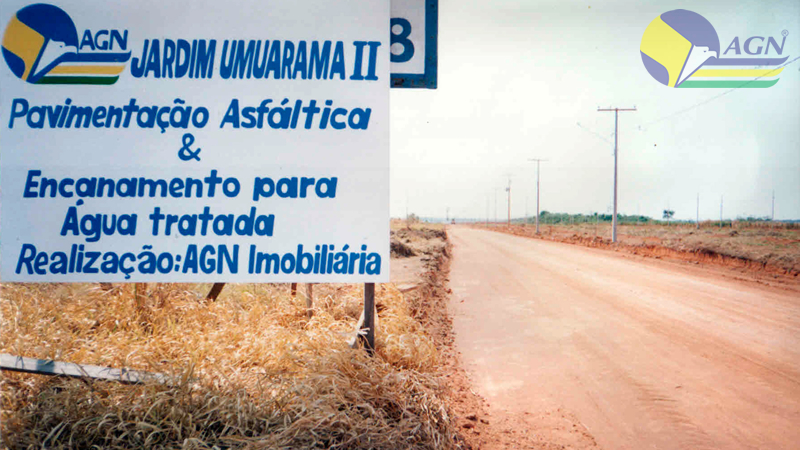 AGN
JARDIM UMUARAMA II
Pavimentação Asfáltica
&
Encanamento para
Água tratada
Realização:AGN Imobiliária
8
AGN®